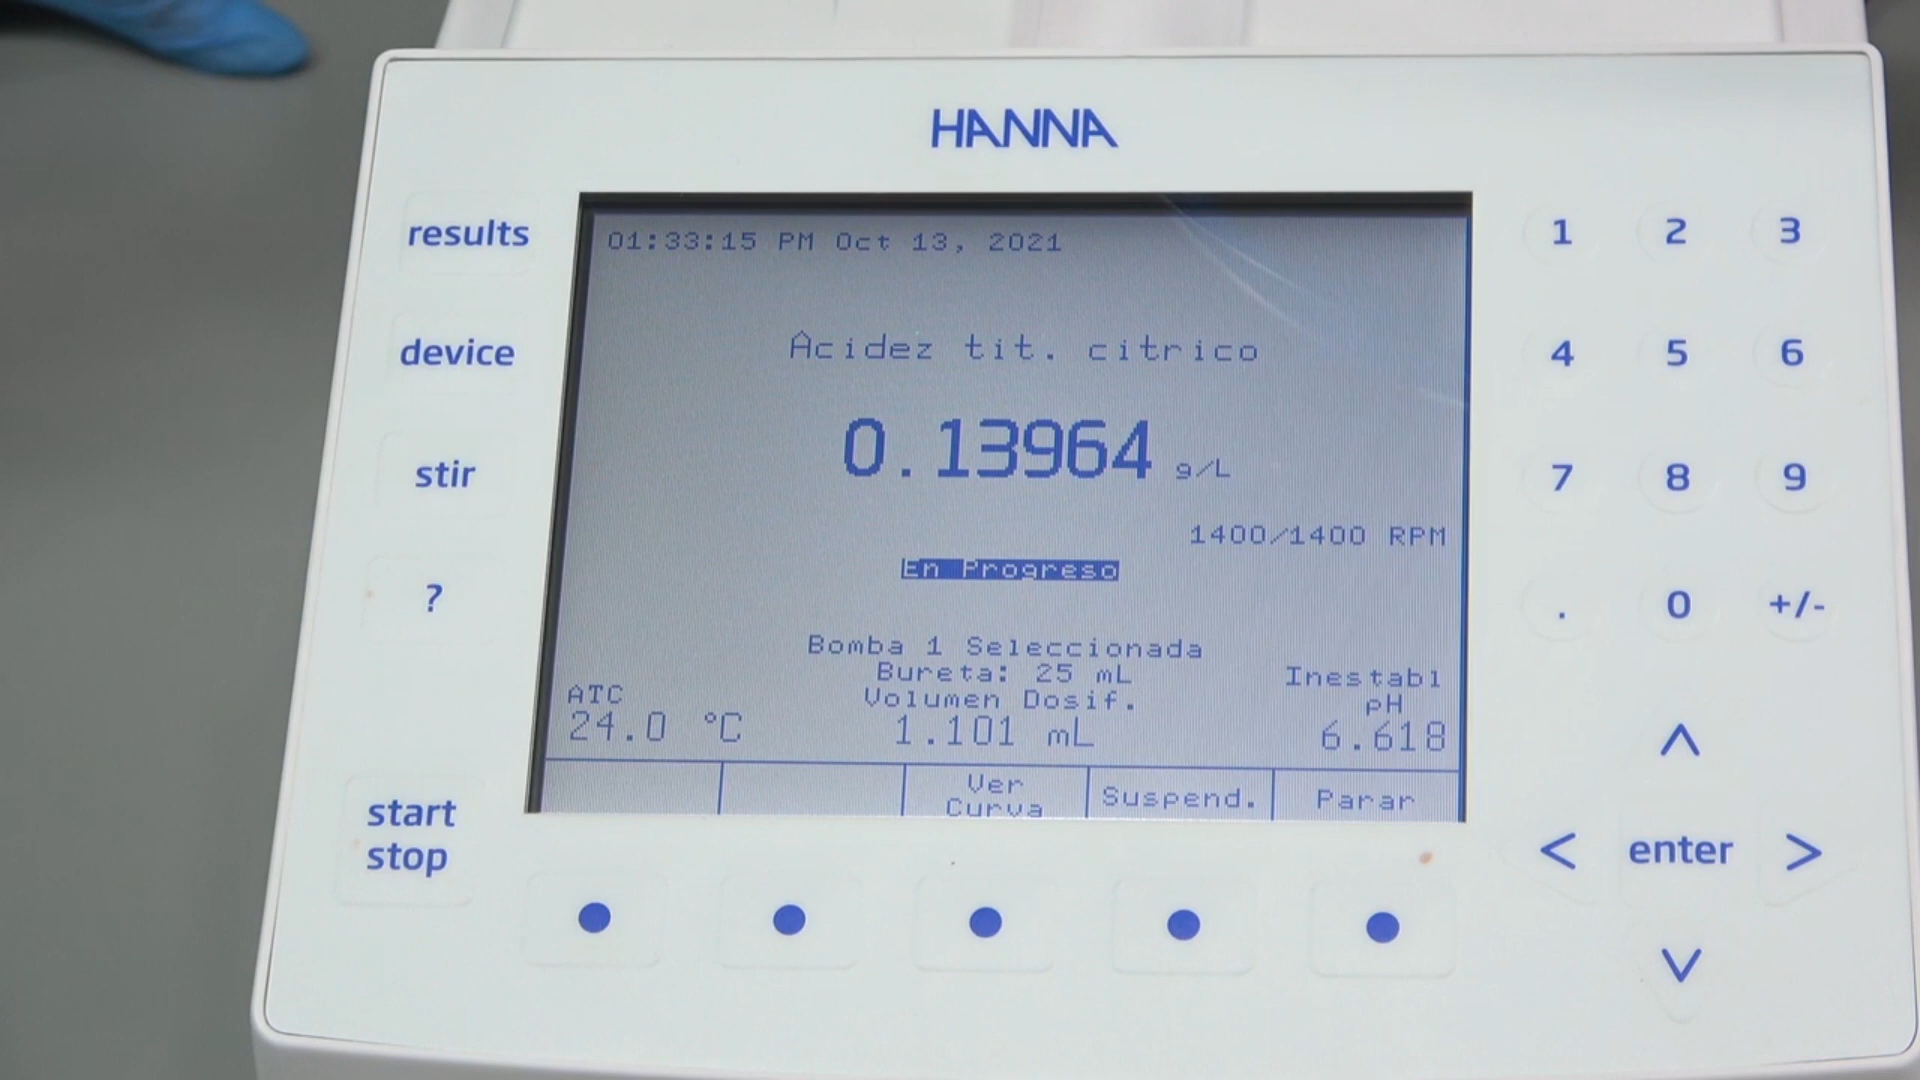 HANNA
results
device
stir
?
start
stop
01:33:15 PM Oct 13, 2021
Àcidez tit. citrico
0.13964 g/L
1400/1400 RPM
En Progreso
Bomba 1 Seleccionada
Bureta: 25 mL
Volumen Dosif.
1.101 mL
ATC
24.0 °C
Inestabl
pH
6.618
Ver
Curva
Suspend.
Parar
1 2 3
4 5 6
7 8 9
. 0 +/-
enter